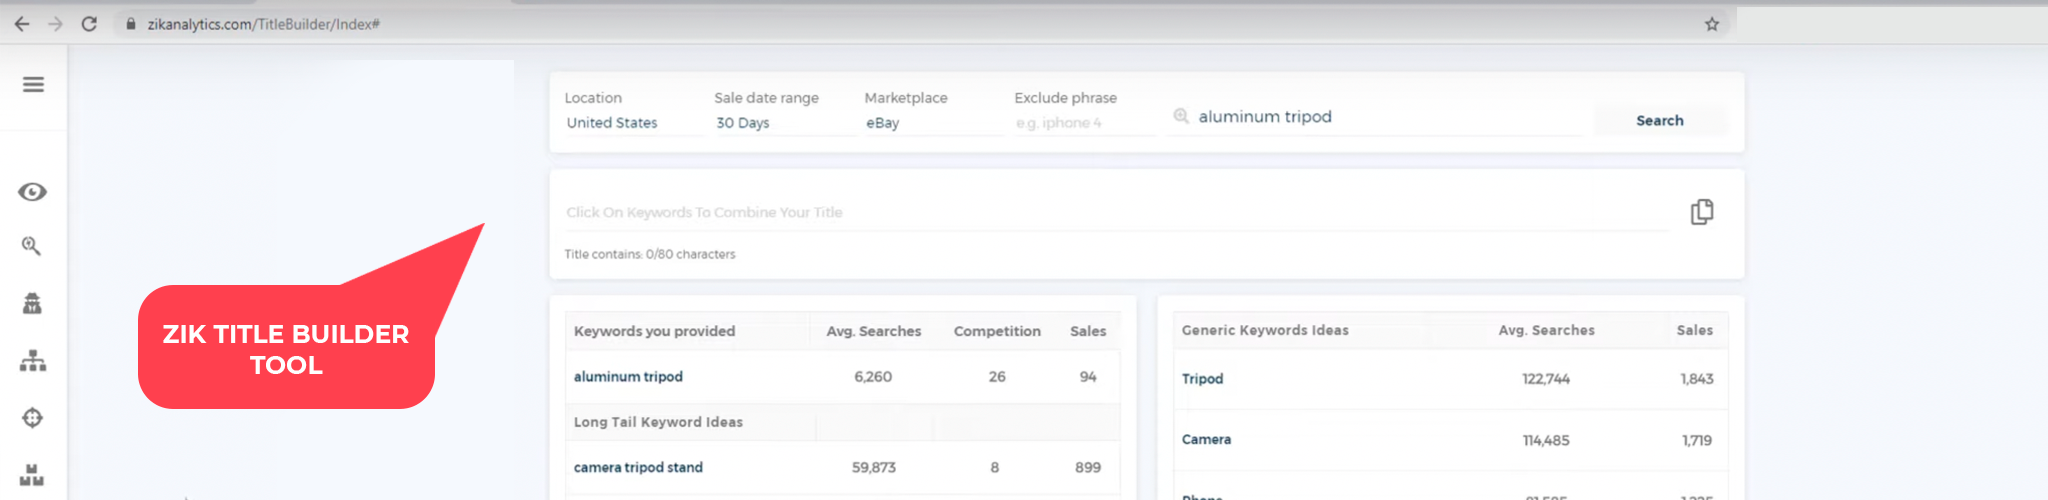 zikanalytics.com/TitleBuilder/Index#
Location Sale date range Marketplace Exclude phrase
United States 30 Days eBay e.g. iphone 4 aluminum tripod Search
Click On Keywords To Combine Your Title
Title contains: 0/80 characters
ZIK TITLE BUILDER
TOOL
Keywords you provided Avg. Searches Competition Sales
aluminum tripod 6,260 26 94
Long Tail Keyword Ideas
camera tripod stand 59,873 8 899
Generic Keywords Ideas Avg. Searches Sales
Tripod 122,744 1,843
Camera 114,485 1,719